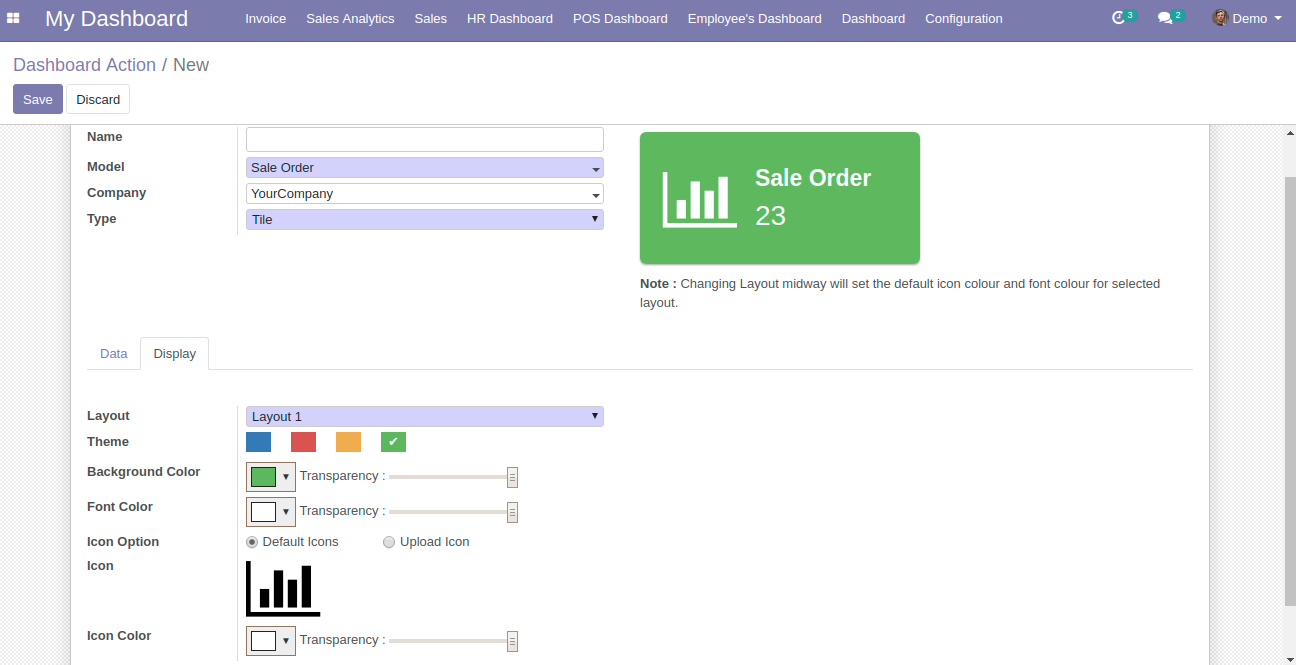 My Dashboard
Invoice Sales Analytics Sales HR Dashboard POS Dashboard Employee's Dashboard Dashboard Configuration
3 2 Demo
Dashboard Action / New
Save Discard
Name
Model Sale Order
Company YourCompany
Type Tile
Sale Order
23
Note : Changing Layout midway will set the default icon colour and font colour for selected
layout.
Data Display
Layout Layout 1
Theme
Background Color Transparency :
Font Color Transparency :
Icon Option Default Icons Upload Icon
Icon
Icon Color Transparency :